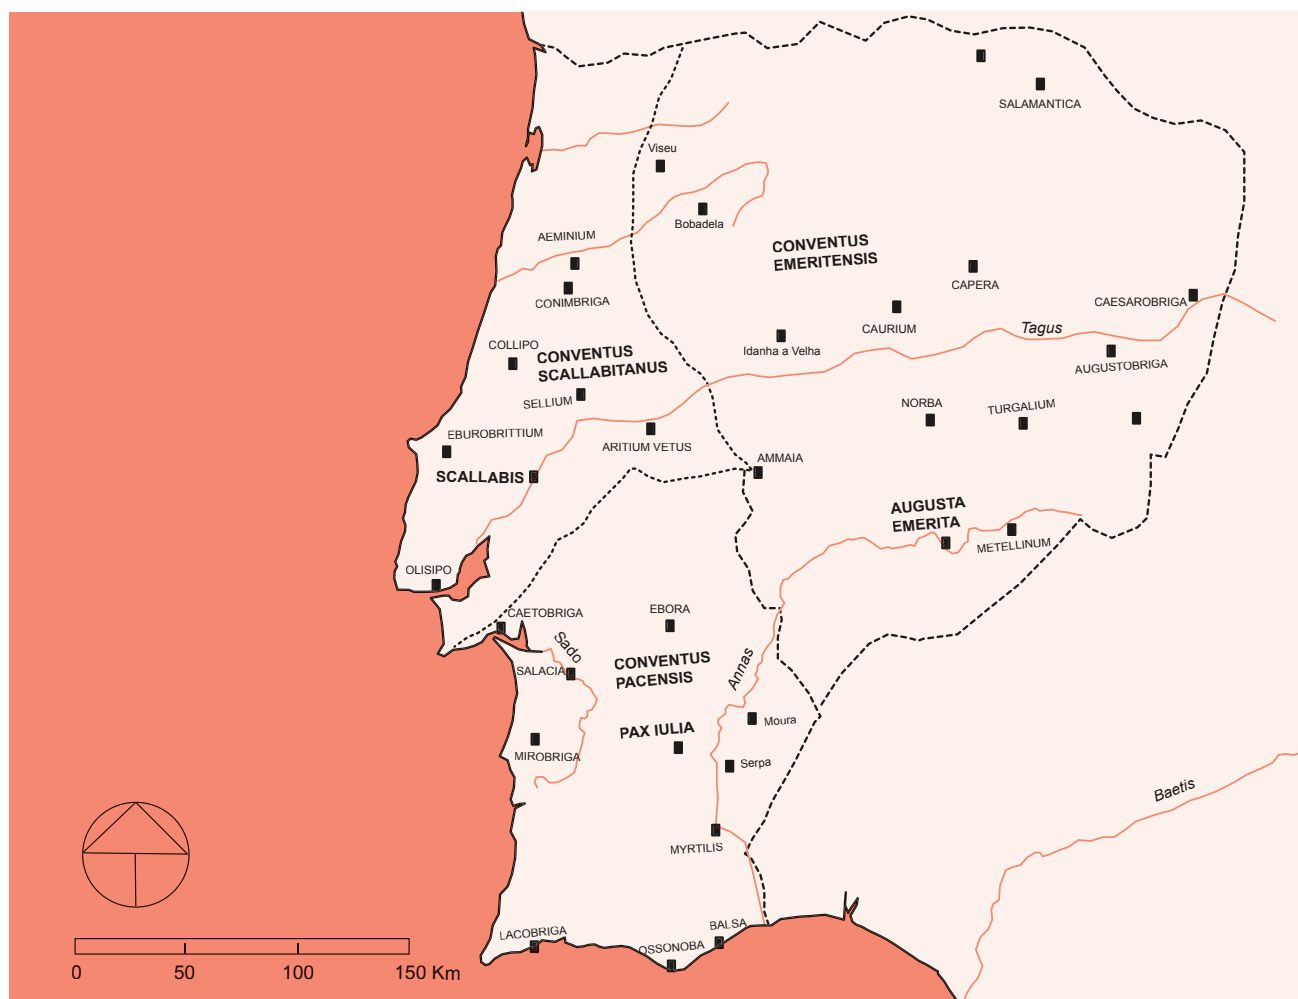 SALAMANTICA
Viseu
Bobadela
AEMINIUM
CONVENTUS
EMERITENSIS
CAPERA
CONIMBRIGA
CAESAROBRIGA
CAURIUM
Tagus
COLLIPO
CONVENTUS
SCALLABITANUS
Idanha a Velha
AUGUSTOBRIGA
SELLIUM
NORBA
TURGALIUM
EBUROBRITTIUM
ARITIUM VETUS
AMMAIA
SCALLABIS
AUGUSTA
EMERITA
METELLINUM
OLISIPO
CAETOBRIGA
EBORA
Sado
SALACIA
CONVENTUS
PACENSIS
Annas
PAX IULIA
Moura
MIROBRIGA
Serpa
Baetis
MYRTILIS
LACOBRIGA
OSSONOBA
BALSA
0 50 100 150 Km